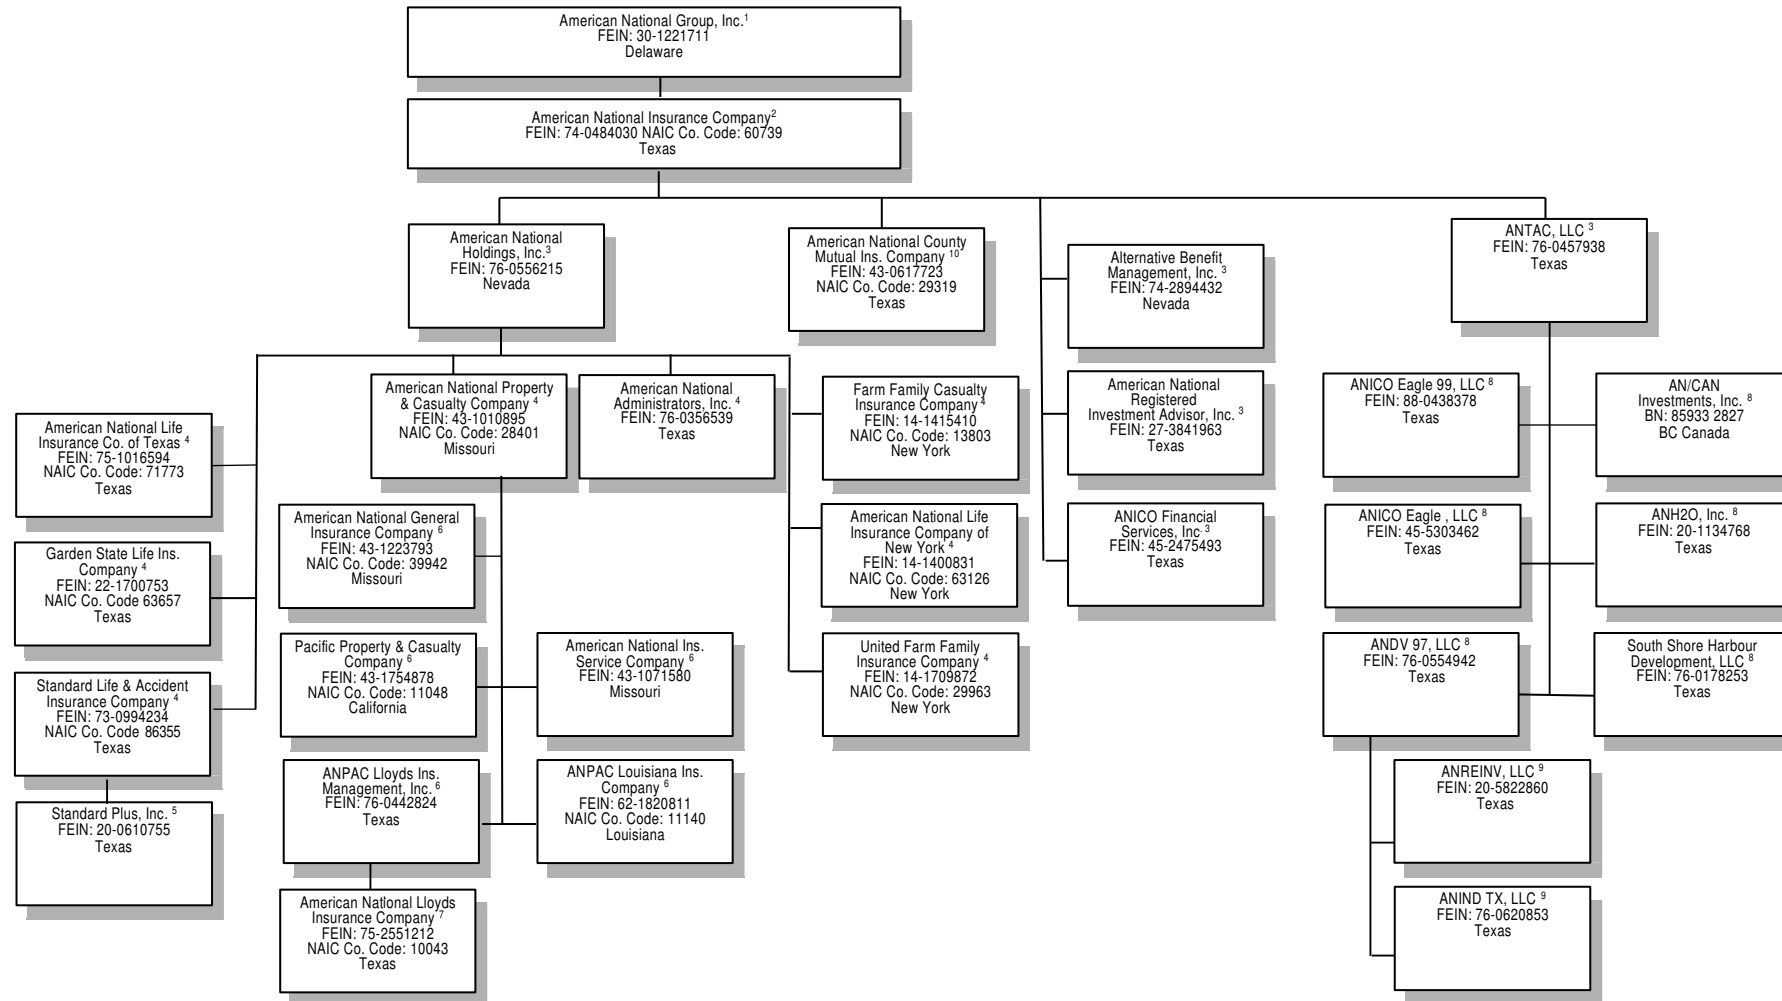 American National Group, Inc.¹
FEIN: 30-1221711
Delaware
American National Insurance Company²
FEIN: 74-0484030 NAIC Co. Code: 60739
Texas
American National
Holdings, Inc.³
FEIN: 76-0556215
Nevada
American National County
Mutual Ins. Company ¹⁰
FEIN: 43-0617723
NAIC Co. Code: 29319
Texas
Alternative Benefit
Management, Inc. ³
FEIN: 74-2894432
Nevada
ANTAC, LLC ³
FEIN: 76-0457938
Texas
American National Life
Insurance Co. of Texas ⁴
FEIN: 75-1016594
NAIC Co. Code: 71773
Texas
American National Property
& Casualty Company ⁴
FEIN: 43-1010895
NAIC Co. Code: 28401
Missouri
American National
Administrators, Inc. ⁴
FEIN: 76-0356539
Texas
Farm Family Casualty
Insurance Company ⁴
FEIN: 14-1415410
NAIC Co. Code: 13803
New York
American National
Registered
Investment Advisor, Inc. ³
FEIN: 27-3841963
Texas
ANICO Eagle 99, LLC ⁸
FEIN: 88-0438378
Texas
AN/CAN
Investments, Inc. ⁸
BN: 85933 2827
BC Canada
Garden State Life Ins.
Company ⁴
FEIN: 22-1700753
NAIC Co. Code 63657
Texas
American National General
Insurance Company ⁶
FEIN: 43-1223793
NAIC Co. Code: 39942
Missouri
American National Life
Insurance Company of
New York ⁴
FEIN: 14-1400831
NAIC Co. Code: 63126
New York
ANICO Financial
Services, Inc. ³
FEIN: 45-2475493
Texas
ANICO Eagle , LLC ⁸
FEIN: 45-5303462
Texas
ANH2O, Inc. ⁸
FEIN: 20-1134768
Texas
Standard Life & Accident
Insurance Company ⁴
FEIN: 73-0994234
NAIC Co. Code 86355
Texas
Pacific Property & Casualty
Company ⁶
FEIN: 43-1754878
NAIC Co. Code: 11048
California
American National Ins.
Service Company ⁶
FEIN: 43-1071580
Missouri
United Farm Family
Insurance Company ⁴
FEIN: 14-1709872
NAIC Co. Code: 29963
New York
ANDV 97, LLC ⁸
FEIN: 76-0554942
Texas
South Shore Harbour
Development, LLC ⁸
FEIN: 76-0178253
Texas
Standard Plus, Inc. ⁵
FEIN: 20-0610755
Texas
ANPAC Lloyds Ins.
Management, Inc. ⁶
FEIN: 76-0442824
Texas
ANPAC Louisiana Ins.
Company ⁶
FEIN: 62-1820811
NAIC Co. Code: 11140
Louisiana
ANREINV, LLC ⁹
FEIN: 20-5822860
Texas
American National Lloyds
Insurance Company ⁷
FEIN: 75-2551212
NAIC Co. Code: 10043
Texas
ANIND TX, LLC ⁹
FEIN: 76-0620853
Texas